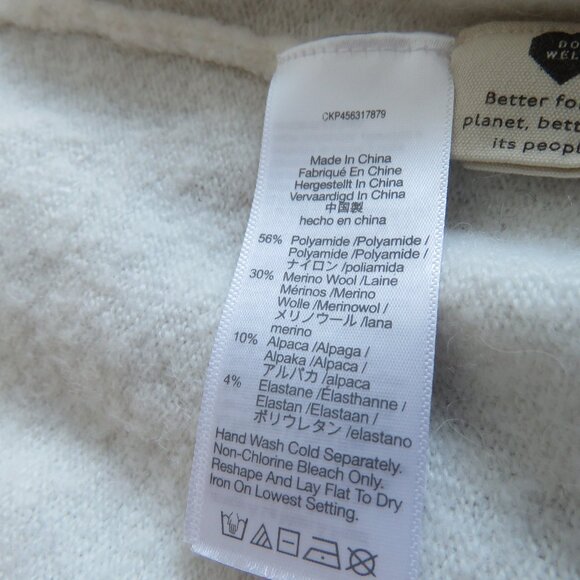 DO
WEL
Better fo
planet, bett
its people
CKP456317879
Made In China
Fabriqué En Chine
Hergestellt In China
Vervaardigd In China
中国製
hecho en china
56% Polyamide /Polyamide /
Polyamide /Polyamide /
ナイロン /poliamida
30% Merino Wool /Laine
Mérinos /Merino
Wolle /Merinowol /
メリノウール /lana
merino
10% Alpaca /Alpaga /
Alpaka /Alpaca /
アルパカ /alpaca
4% Elastane /Élasthanne /
Elastan /Elastaan /
ポリウレタン /elastano
Hand Wash Cold Separately.
Non-Chlorine Bleach Only.
Reshape And Lay Flat To Dry
Iron On Lowest Setting.